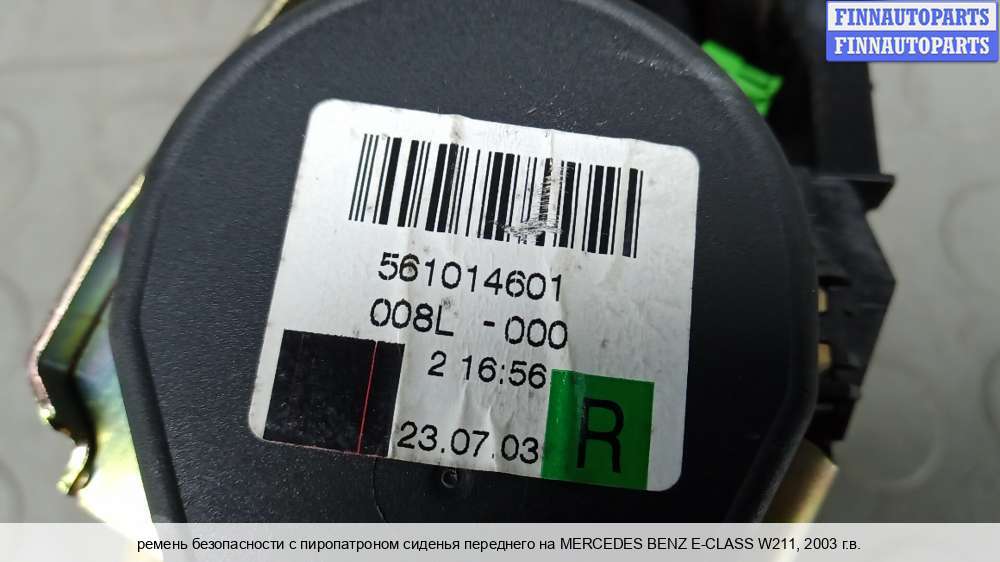 FINNAUTOPARTS
FINNAUTOPARTS
561014601
008L -000
2 16:56
23.07.03
R
ремень безопасности с пиропатроном сиденья переднего на MERCEDES BENZ E-CLASS W211, 2003 г.в.